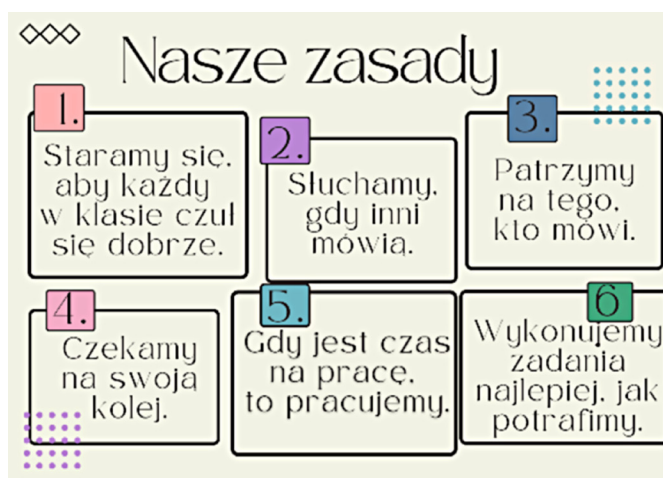 Nasze zasady
1.
Staramy się,
aby każdy
w klasie czuł
się dobrze.
2.
Słuchamy,
gdy inni
mówią.
3.
Patrzymy
na tego,
kto mówi.
4.
Czekamy
na swoją
kolej.
5.
Gdy jest czas
na pracę,
to pracujemy.
6
Wykonujemy
zadania
najlepiej, jak
potrafimy.